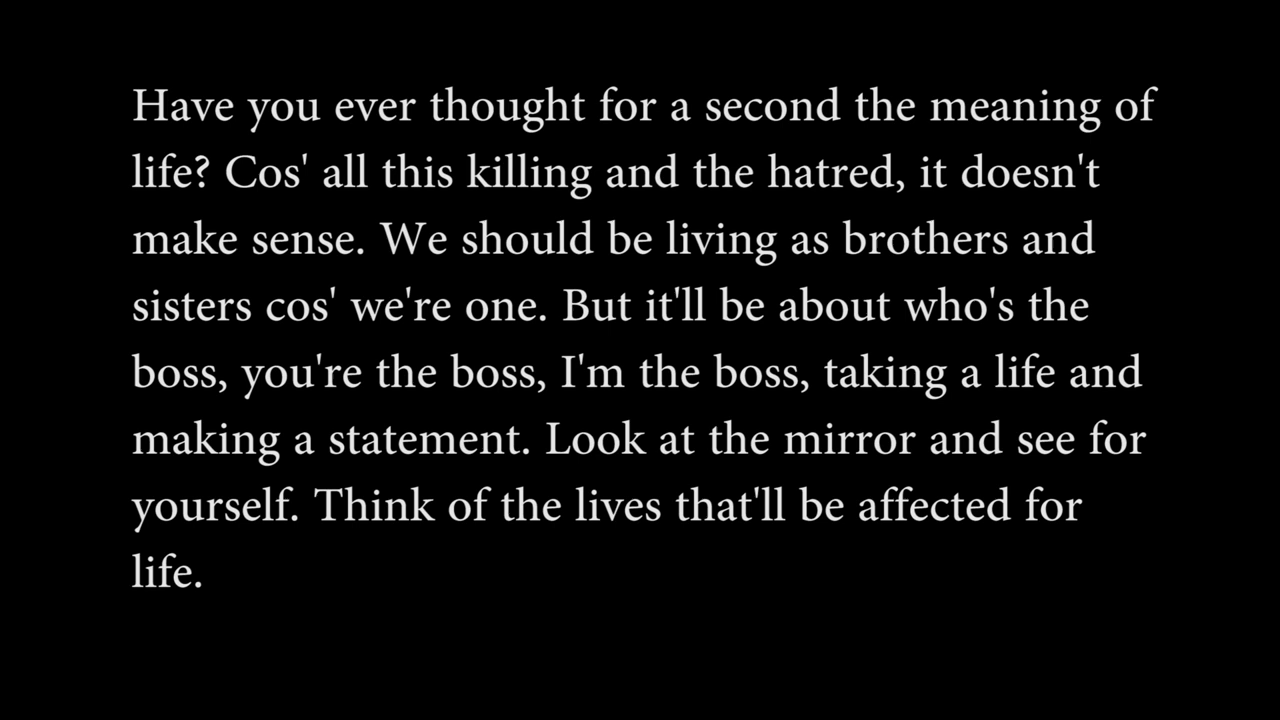 Have you ever thought for a second the meaning of
life? Cos' all this killing and the hatred, it doesn't
make sense. We should be living as brothers and
sisters cos' we're one. But it'll be about who's the
boss, you're the boss, I'm the boss, taking a life and
making a statement. Look at the mirror and see for
yourself. Think of the lives that'll be affected for
life.